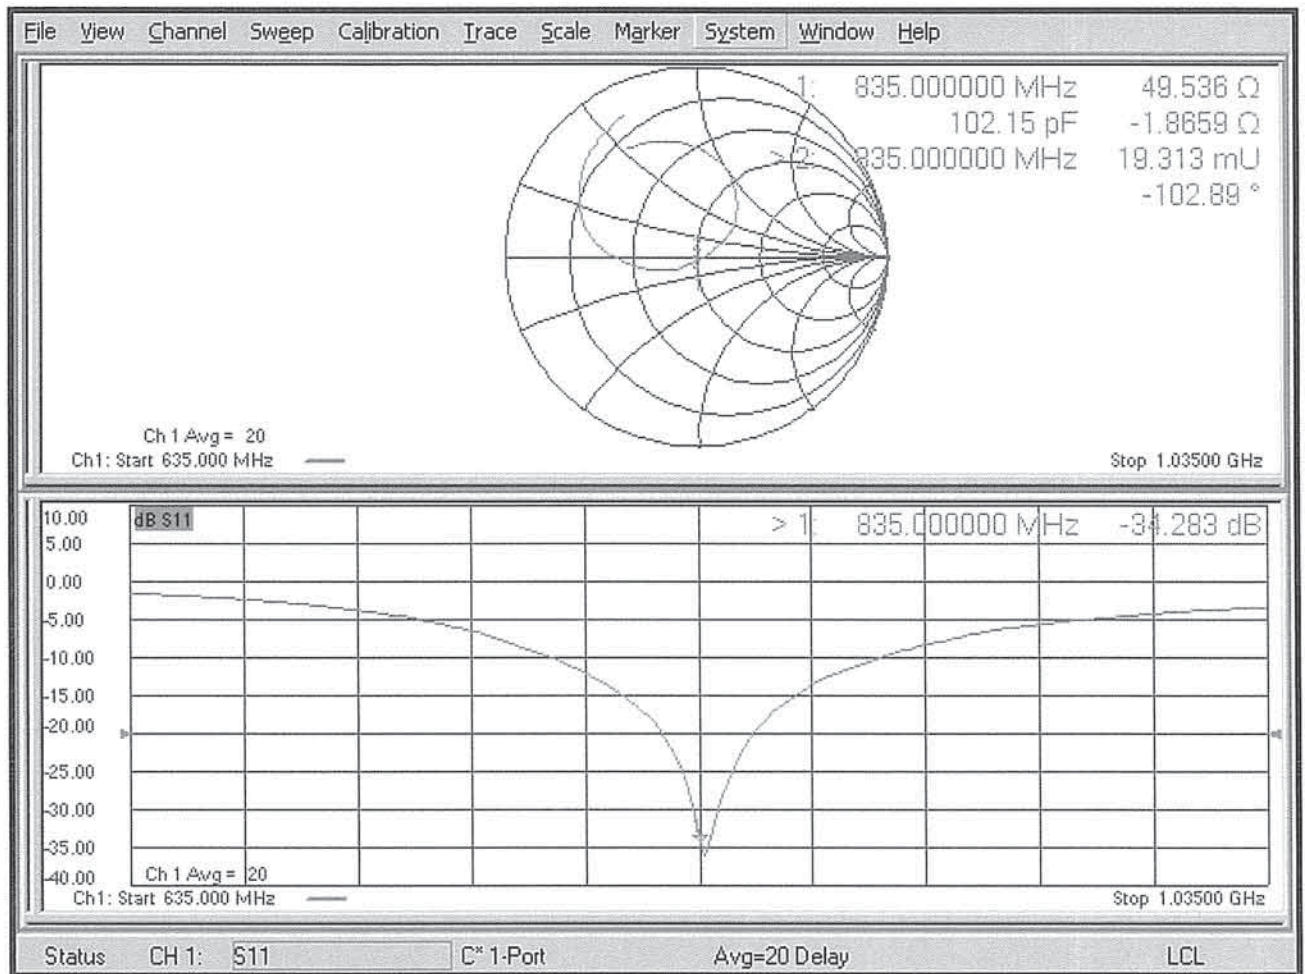 File View Channel Sweep Calibration Trace Scale Marker System Window Help
1: 835.000000 MHz 49.536 Ω
102.15 pF -1.8659 Ω
> 2: 835.000000 MHz 19.313 mU
-102.89 °
Ch 1 Avg = 20
Ch1: Start 635.000 MHz
Stop 1.03500 GHz
10.00
dB S11
> 1: 835.000000 MHz -34.283 dB
5.00
0.00
-5.00
-10.00
-15.00
-20.00
-25.00
-30.00
-35.00
-40.00
Ch 1 Avg = 20
Ch1: Start 635.000 MHz
Stop 1.03500 GHz
Status CH 1: S11 C* 1-Port Avg=20 Delay LCL